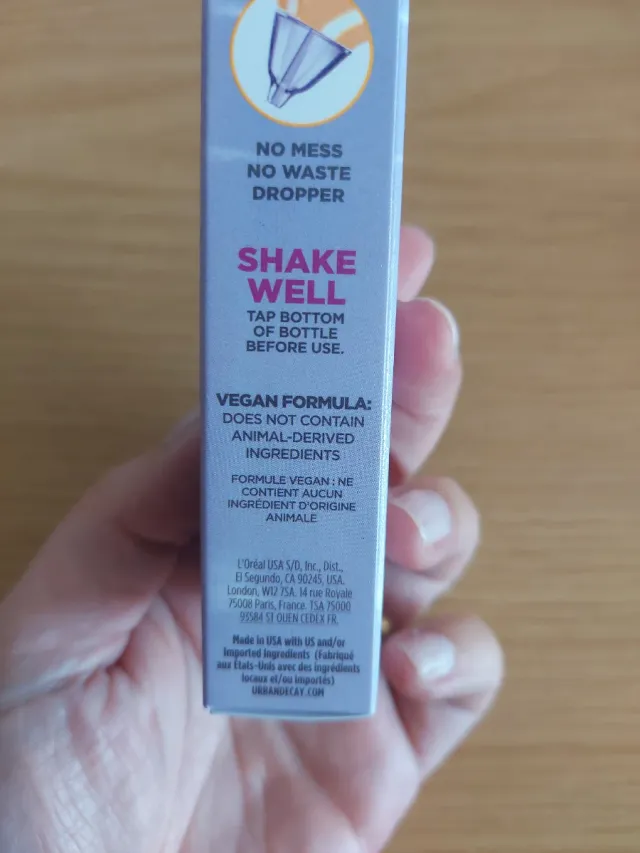 NO MESS
NO WASTE
DROPPER
SHAKE
WELL
TAP BOTTOM
OF BOTTLE
BEFORE USE.
VEGAN FORMULA:
DOES NOT CONTAIN
ANIMAL-DERIVED
INGREDIENTS
FORMULE VEGAN : NE
CONTIENT AUCUN
INGRÉDIENT D'ORIGINE
ANIMALE
L'Oréal USA S/D, Inc., Dist.,
El Segundo, CA 90245, USA.
London, W12 7SA. 14 rue Royale
75008 Paris, France. TSA 75000
93584 ST OUEN CEDEX FR.
Made in USA with US and/or
Imported Ingredients (Fabriqué
aux États-Unis avec des ingrédients
locaux et/ou importés)
URBANDECAY.COM